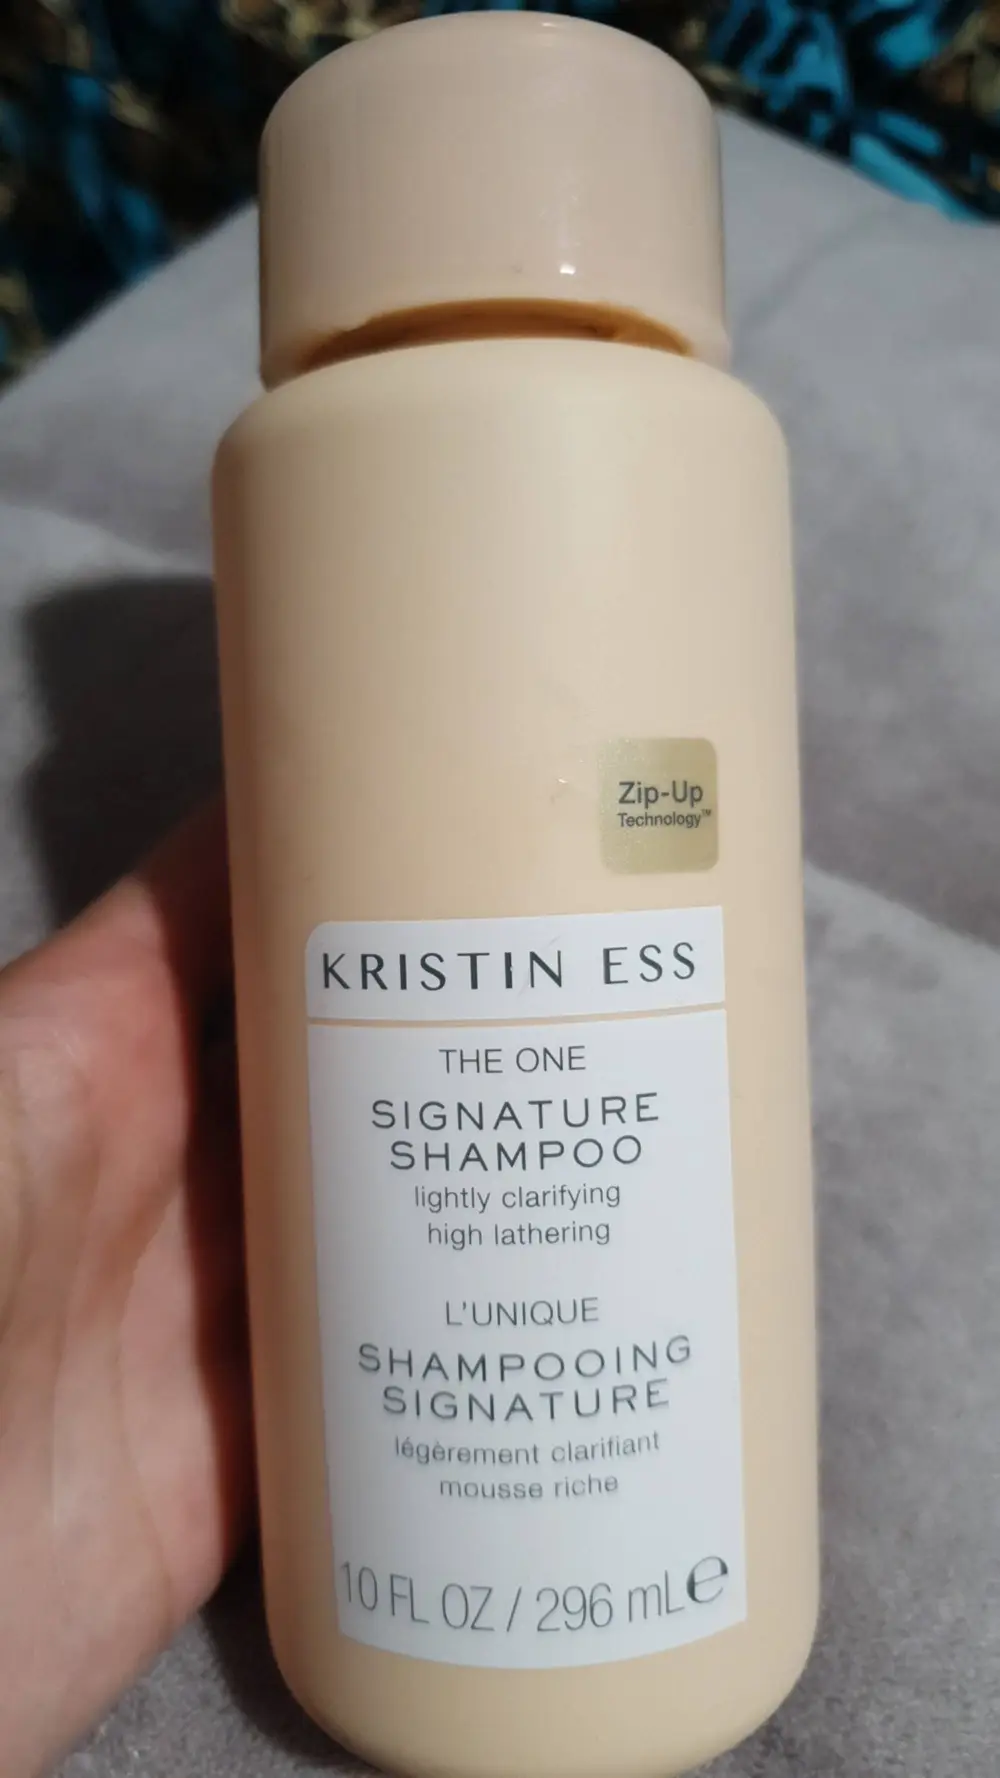 Zip-Up
Technology™
KRISTIN ESS
THE ONE
SIGNATURE
SHAMPOO
lightly clarifying
high lathering
L'UNIQUE
SHAMPOOING
SIGNATURE
légèrement clarifiant
mousse riche
10 FL OZ / 296 mL℮